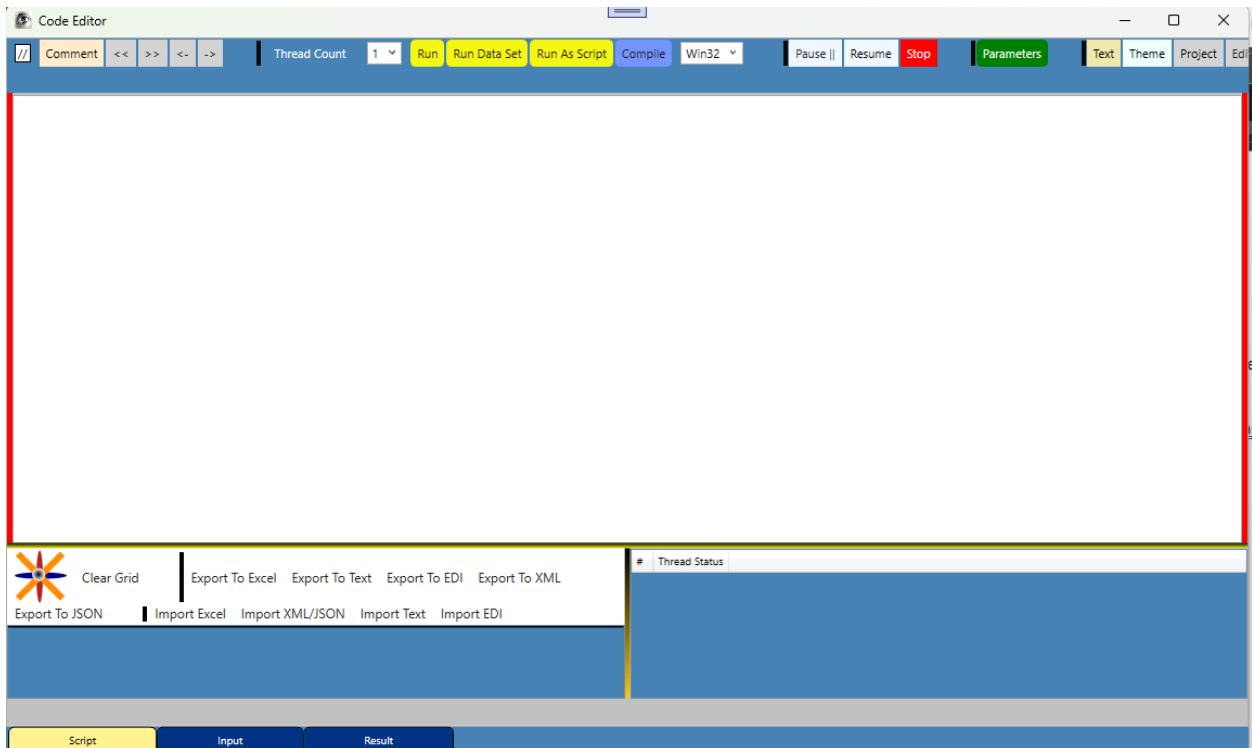 Code Editor
// Comment << >> <- -> Thread Count 1 Run Run Data Set Run As Script Compile Win32 Pause || Resume Stop Parameters Text Theme Project Edi
Clear Grid Export To Excel Export To Text Export To EDI Export To XML
# Thread Status
Export To JSON Import Excel Import XML/JSON Import Text Import EDI
Script Input Result